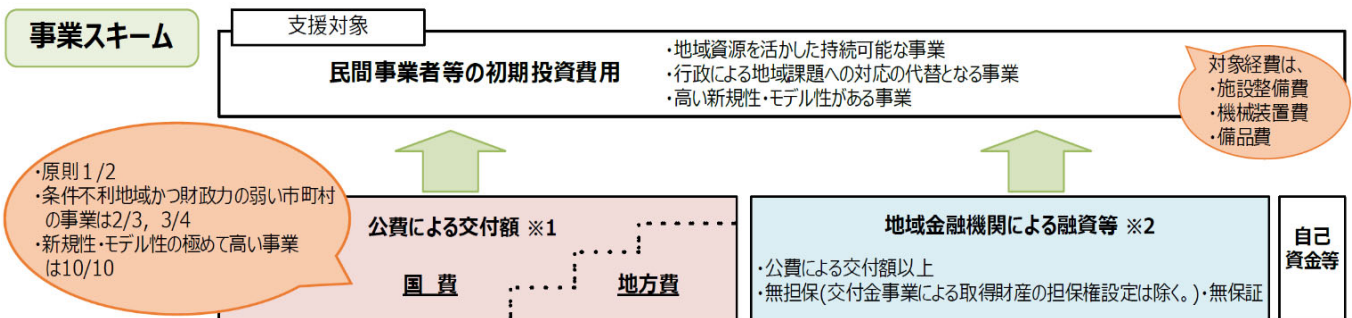 事業スキーム
支援対象
民間事業者等の初期投資費用
・地域資源を活かした持続可能な事業
・行政による地域課題への対応の代替となる事業
・高い新規性・モデル性がある事業
対象経費は、
・施設整備費
・機械装置費
・備品費
・原則1/2
・条件不利地域かつ財政力の弱い市町村
の事業は2/3, 3/4
・新規性・モデル性の極めて高い事業
は10/10
公費による交付額 ※1
国 費
地方費
地域金融機関による融資等 ※2
・公費による交付額以上
・無担保(交付金事業による取得財産の担保権設定は除く。)・無保証
自己
資金等